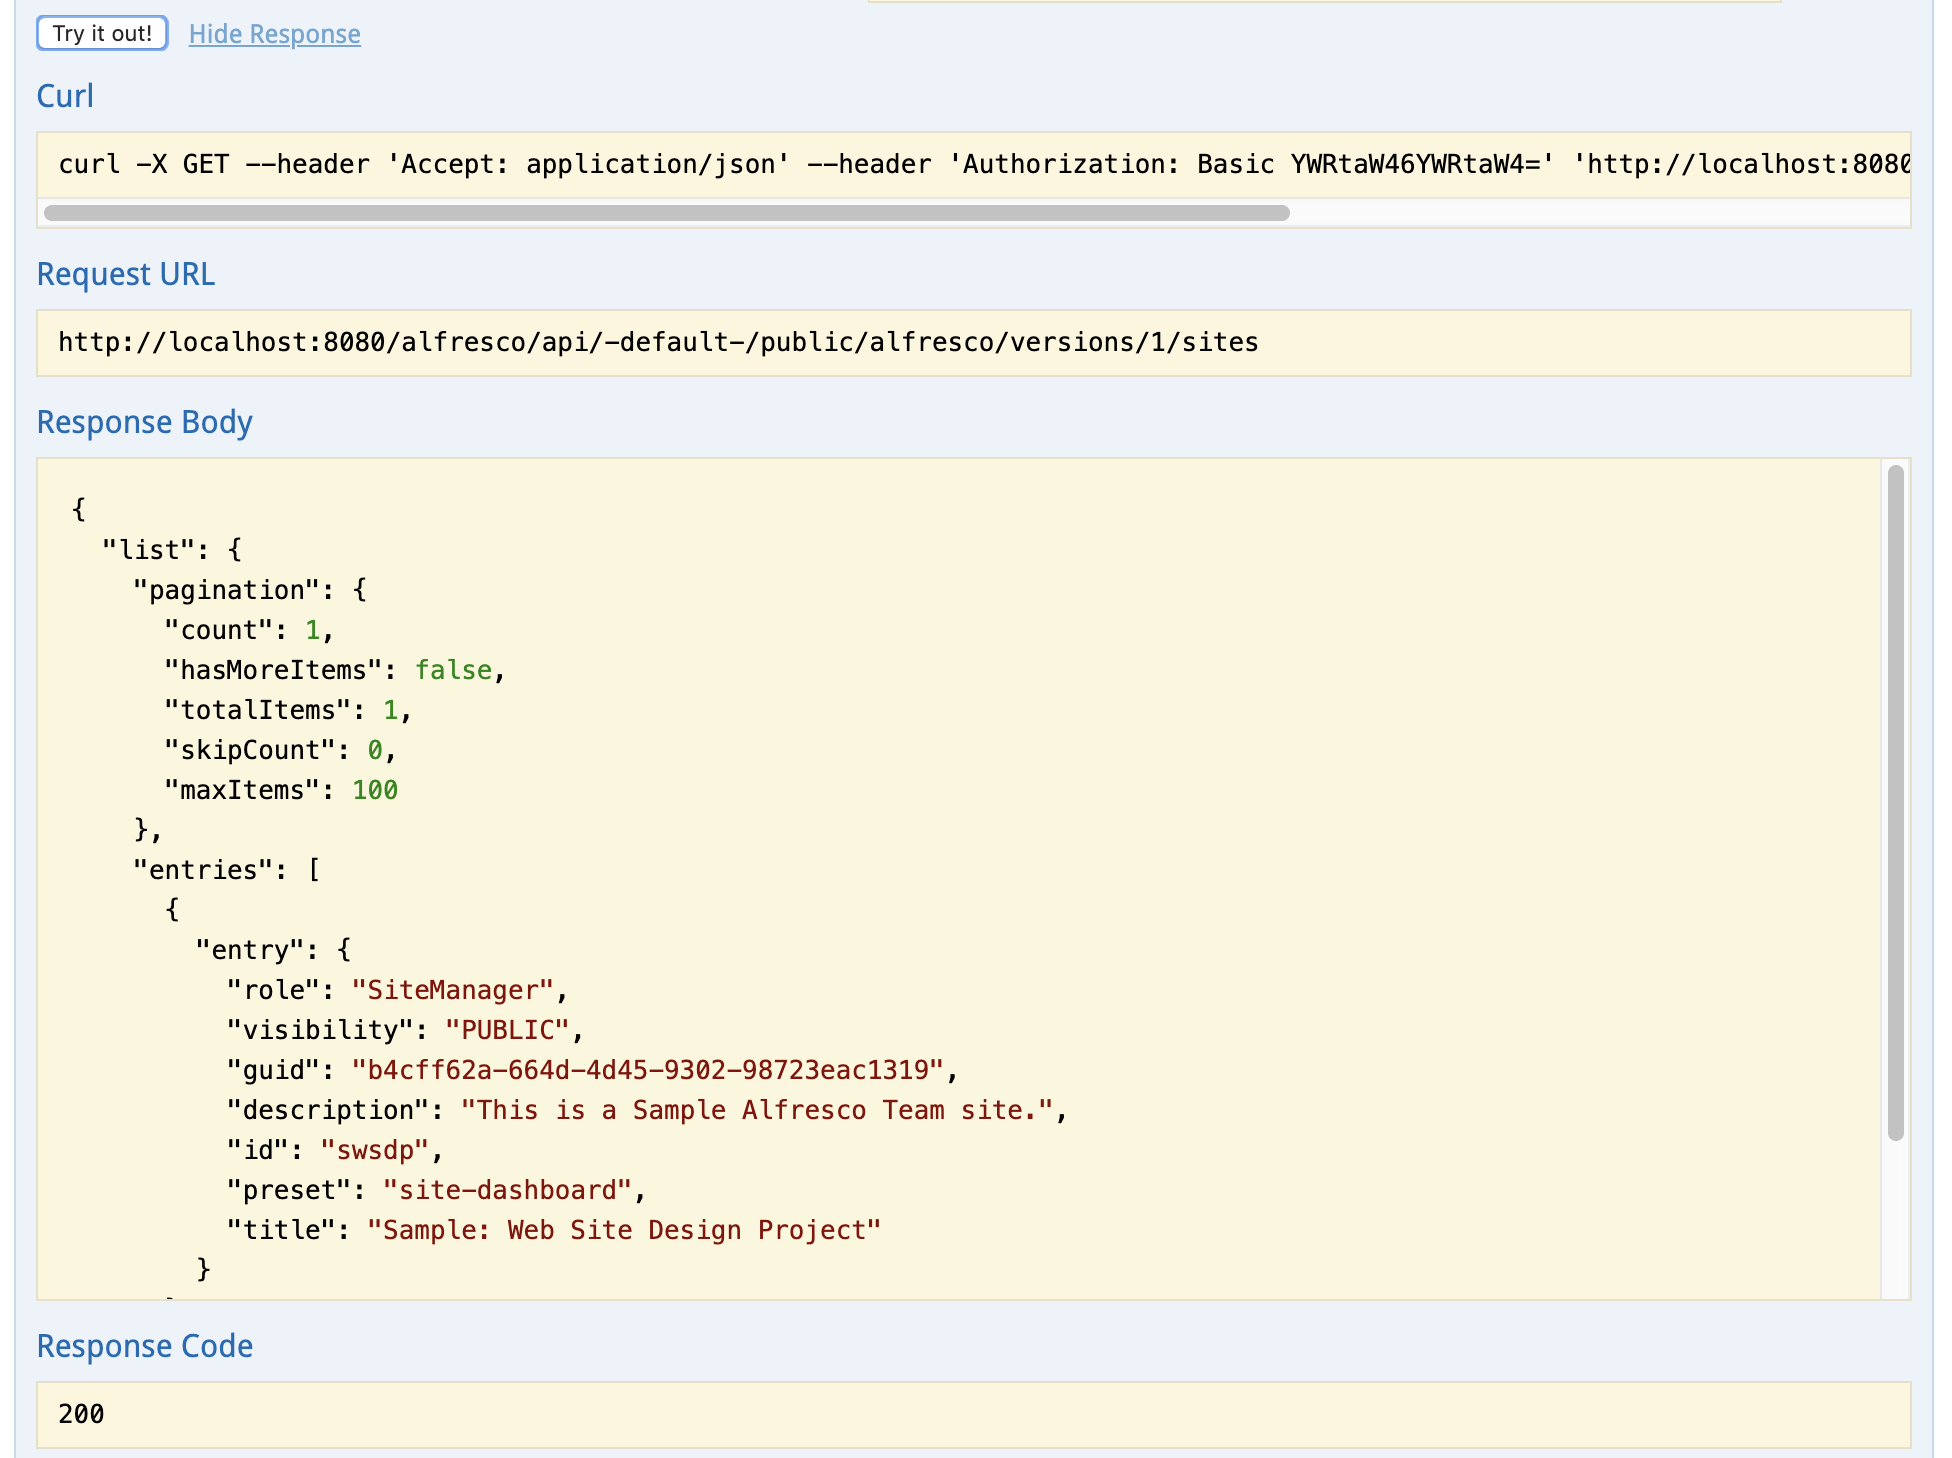 Try it out! Hide Response
Curl
curl -X GET --header 'Accept: application/json' --header 'Authorization: Basic YWRtaW46YWRtaW4=' 'http://localhost:8080
Request URL
http://localhost:8080/alfresco/api/-default-/public/alfresco/versions/1/sites
Response Body
{
  "list": {
    "pagination": {
      "count": 1,
      "hasMoreItems": false,
      "totalItems": 1,
      "skipCount": 0,
      "maxItems": 100
    },
    "entries": [
      {
        "entry": {
          "role": "SiteManager",
          "visibility": "PUBLIC",
          "guid": "b4cff62a-664d-4d45-9302-98723eac1319",
          "description": "This is a Sample Alfresco Team site.",
          "id": "swsdp",
          "preset": "site-dashboard",
          "title": "Sample: Web Site Design Project"
        }
Response Code
200